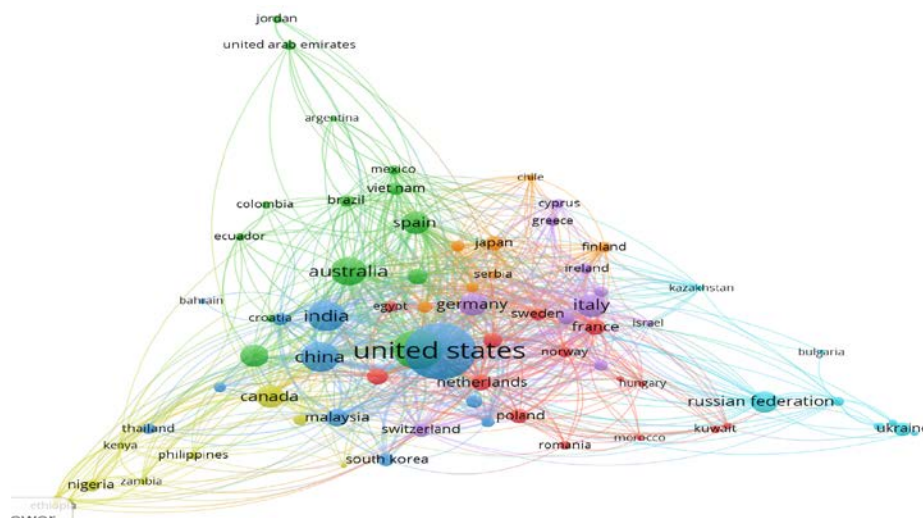 jordan
united arab emirates
argentina
mexico
chile
viet nam
cyprus
colombia
brazil
greece
spain
ecuador
japan
finland
ireland
australia
serbia
kazakhstan
bahrain
egypt
germany
italy
croatia
india
sweden
israel
france
united states
norway
bulgaria
china
netherlands
hungary
canada
russian federation
malaysia
poland
thailand
switzerland
kuwait
ukraine
morocco
kenya
romania
philippines
south korea
zambia
nigeria
ethiopia